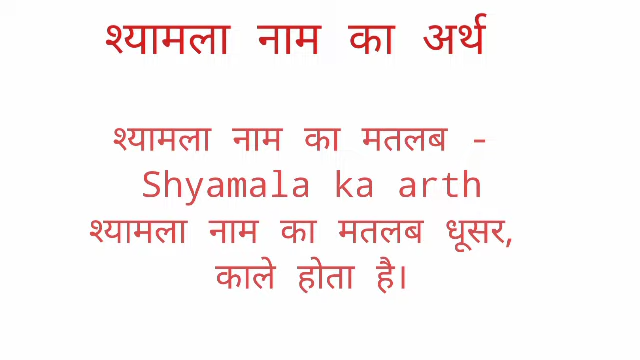 श्यामला नाम का अर्थ
श्यामला नाम का मतलब -
Shyamala ka arth
श्यामला नाम का मतलब धूसर,
काले होता है।